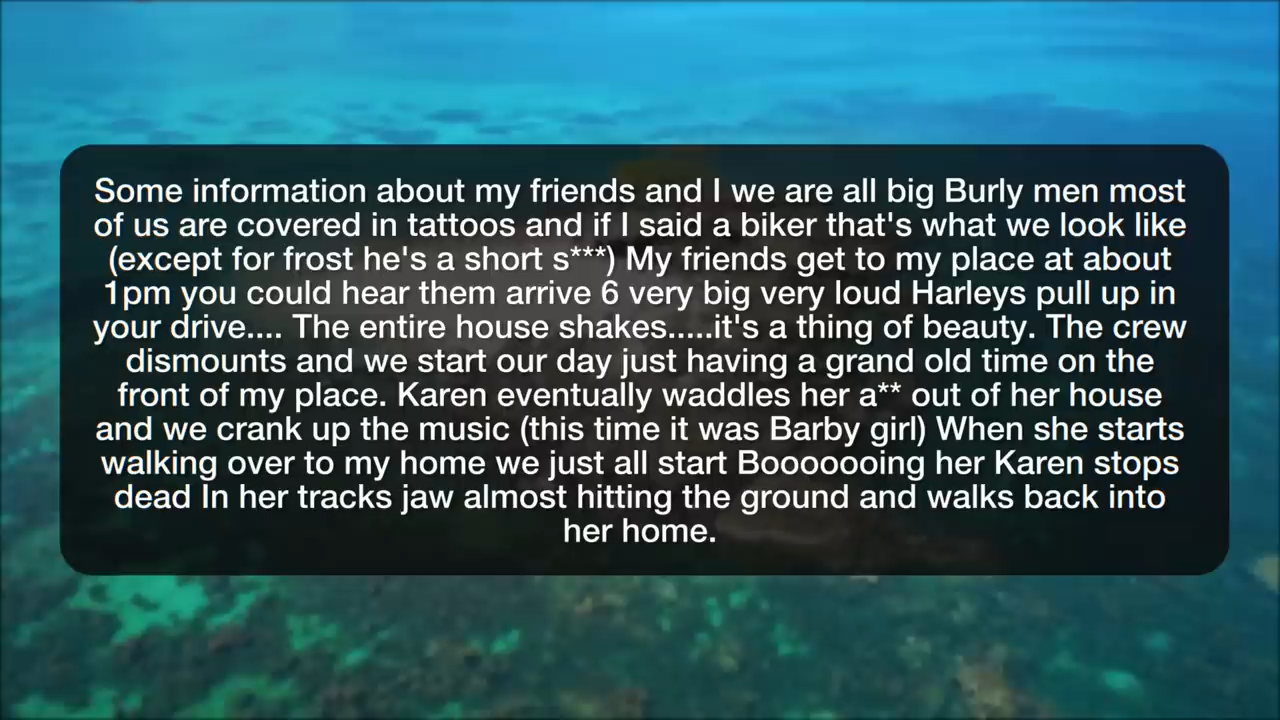 Some information about my friends and I we are all big Burly men most
of us are covered in tattoos and if I said a biker that's what we look like
(except for frost he's a short s***) My friends get to my place at about
1pm you could hear them arrive 6 very big very loud Harleys pull up in
your drive.... The entire house shakes.....it's a thing of beauty. The crew
dismounts and we start our day just having a grand old time on the
front of my place. Karen eventually waddles her a** out of her house
and we crank up the music (this time it was Barby girl) When she starts
walking over to my home we just all start Boooooooing her Karen stops
dead In her tracks jaw almost hitting the ground and walks back into
her home.